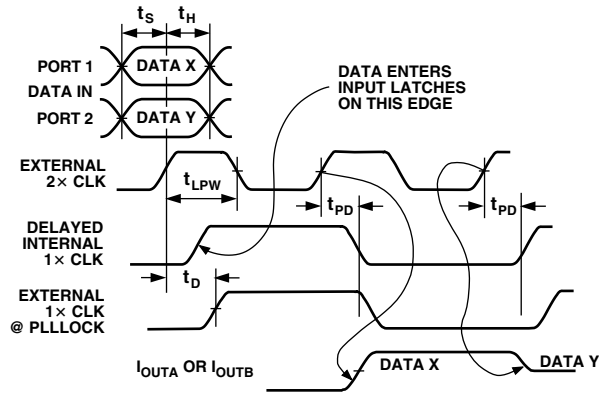 tS tH
PORT 1
DATA X
DATA IN
PORT 2
DATA Y
DATA ENTERS
INPUT LATCHES
ON THIS EDGE
EXTERNAL
2× CLK
tLPW
tPD
tPD
DELAYED
INTERNAL
1× CLK
tD
EXTERNAL
1× CLK
@ PLLLOCK
IOUTA OR IOUTB
DATA X
DATA Y